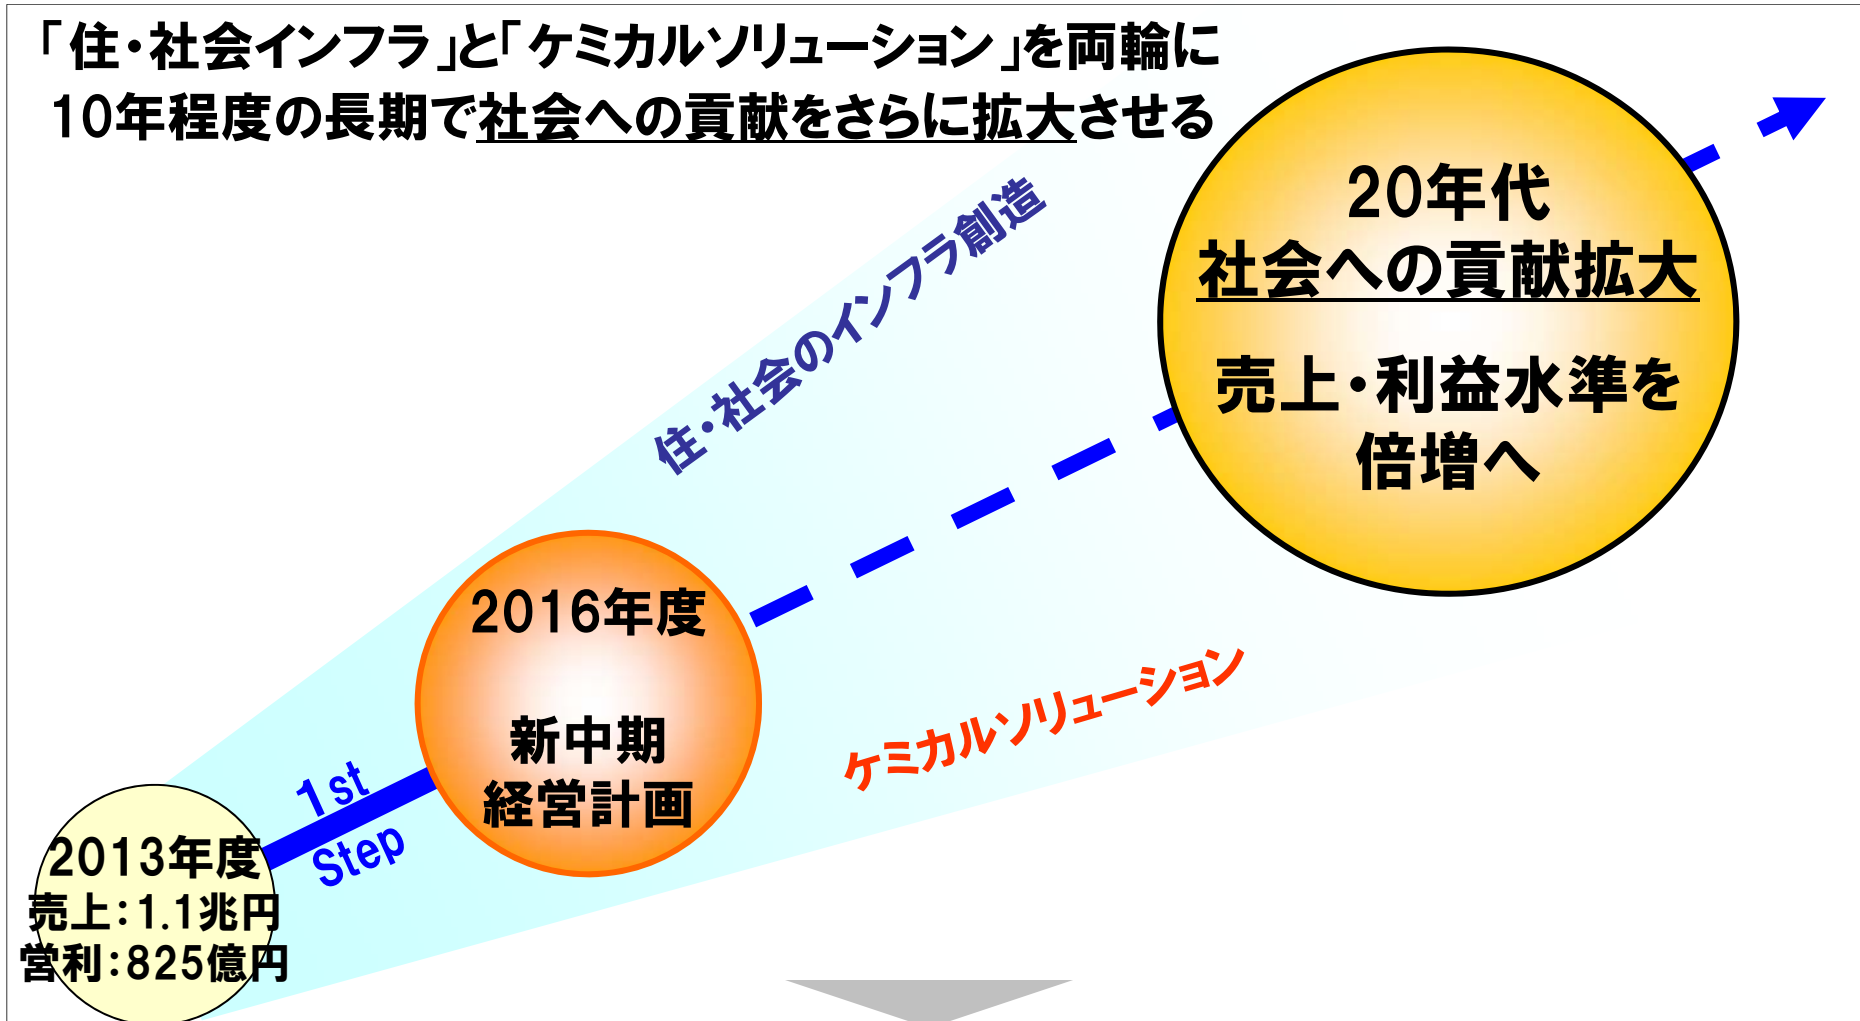 「住・社会インフラ」と「ケミカルソリューション」を両輪に
10年程度の長期で社会への貢献をさらに拡大させる
20年代
社会への貢献拡大
売上・利益水準を
倍増へ
住・社会のインフラ創造
2016年度
新中期
経営計画
ケミカルソリューション
1st
Step
2013年度
売上：1.1兆円
営利：825億円